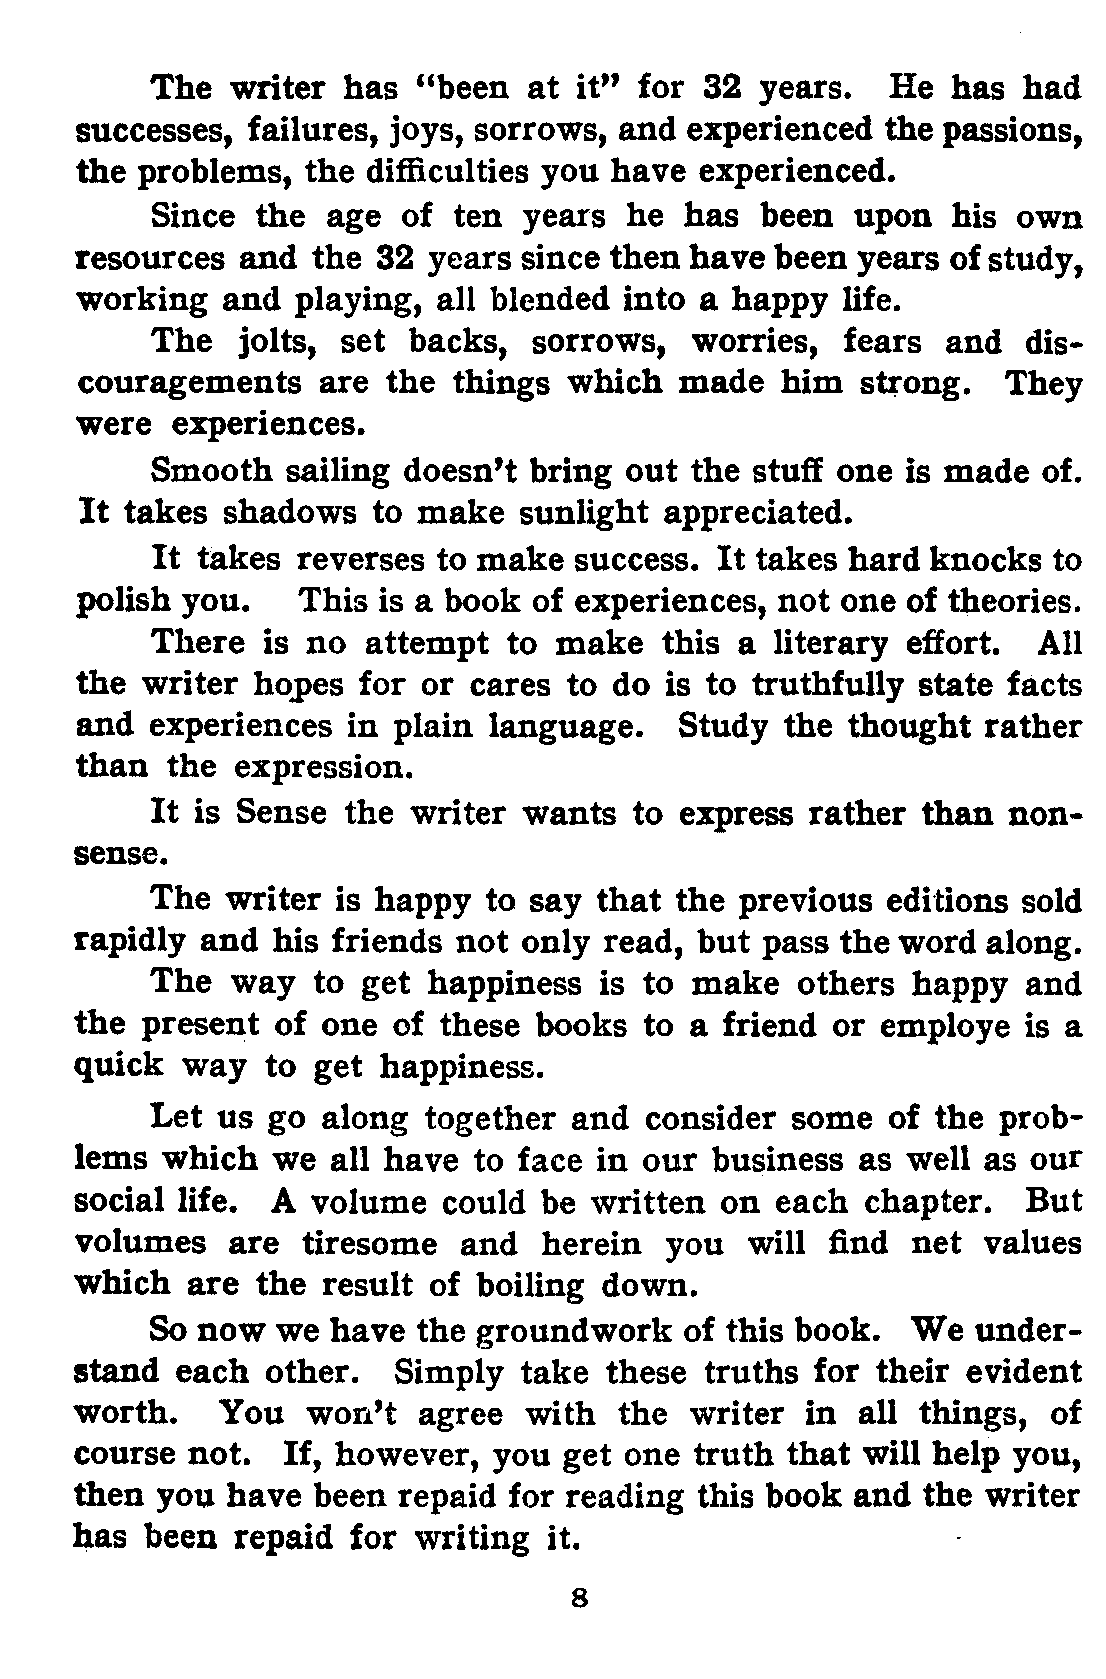 The writer has “been at it” for 32 years. He has had
successes, failures, joys, sorrows, and experienced the passions,
the problems, the difficulties you have experienced.
Since the age of ten years he has been upon his own
resources and the 32 years since then have been years of study,
working and playing, all blended into a happy life.
The jolts, set backs, sorrows, worries, fears and dis-
couragements are the things which made him strong. They
were experiences.
Smooth sailing doesn’t bring out the stuff one is made of.
It takes shadows to make sunlight appreciated.
It takes reverses to make success. It takes hard knocks to
polish you. This is a book of experiences, not one of theories.
There is no attempt to make this a literary effort. All
the writer hopes for or cares to do is to truthfully state facts
and experiences in plain language. Study the thought rather
than the expression.
It is Sense the writer wants to express rather than non-
sense.
The writer is happy to say that the previous editions sold
rapidly and his friends not only read, but pass the word along.
The way to get happiness is to make others happy and
the present of one of these books to a friend or employe is a
quick way to get happiness.
Let us go along together and consider some of the prob-
lems which we all have to face in our business as well as our
social life. A volume could be written on each chapter. But
volumes are tiresome and herein you will find net values
which are the result of boiling down.
So now we have the groundwork of this book. We under-
stand each other. Simply take these truths for their evident
worth. You won’t agree with the writer in all things, of
course not. If, however, you get one truth that will help you,
then you have been repaid for reading this book and the writer
has been repaid for writing it.
8